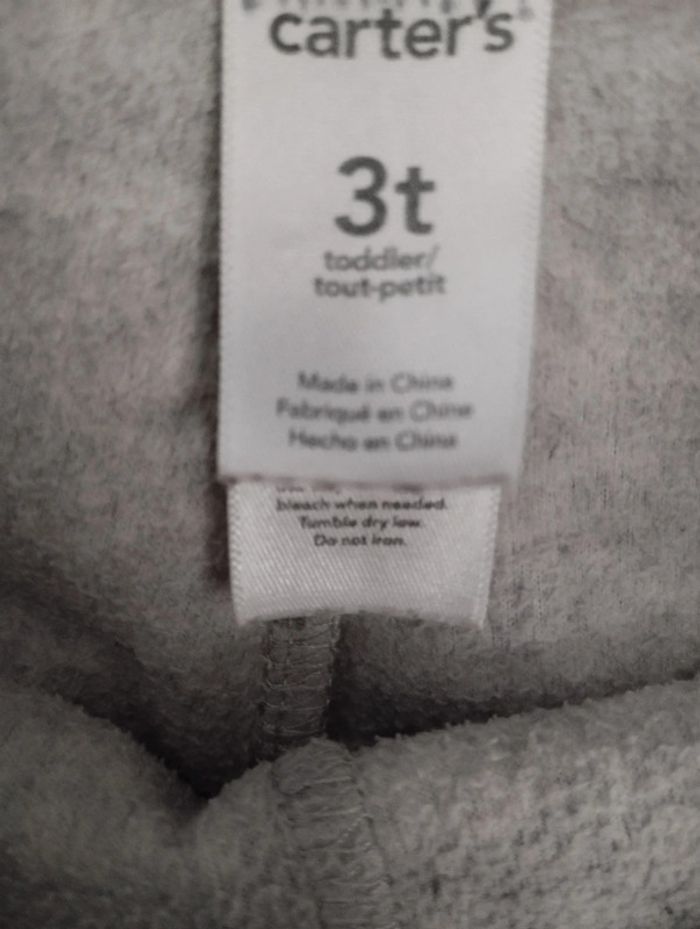 carter's
3t
toddler/
tout-petit
Made in China
Fabriqué en Chine
Hecho en China
bleach when needed.
Tumble dry low.
Do not iron.